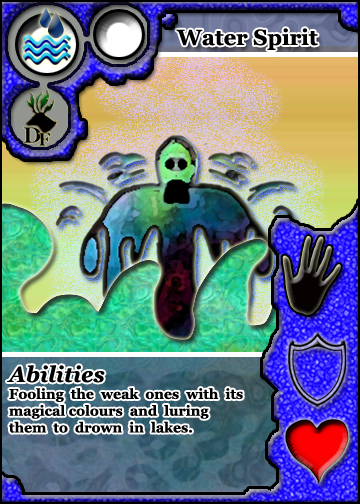 Water Spirit
DF
Abilities
Fooling the weak ones with its
magical colours and luring
them to drown in lakes.